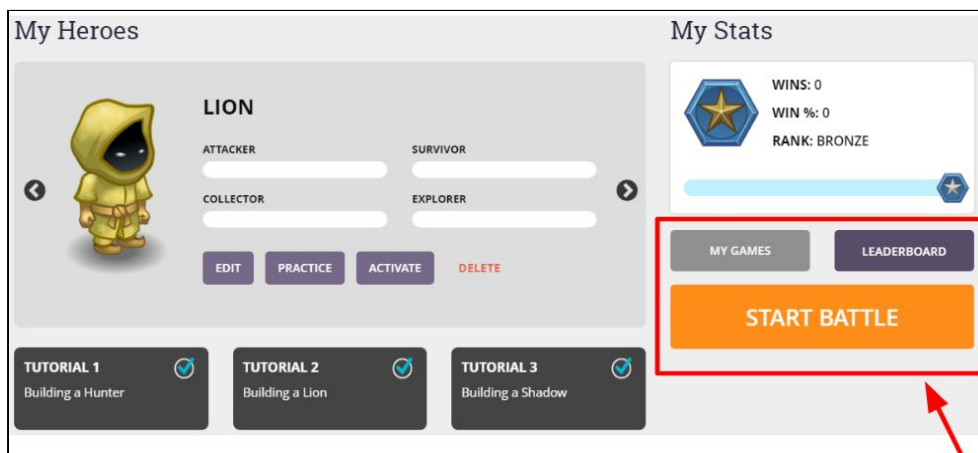 My Heroes
LION
ATTACKER
SURVIVOR
COLLECTOR
EXPLORER
EDIT
PRACTICE
ACTIVATE
DELETE
TUTORIAL 1
Building a Hunter
TUTORIAL 2
Building a Lion
TUTORIAL 3
Building a Shadow
My Stats
WINS: 0
WIN %: 0
RANK: BRONZE
MY GAMES
LEADERBOARD
START BATTLE